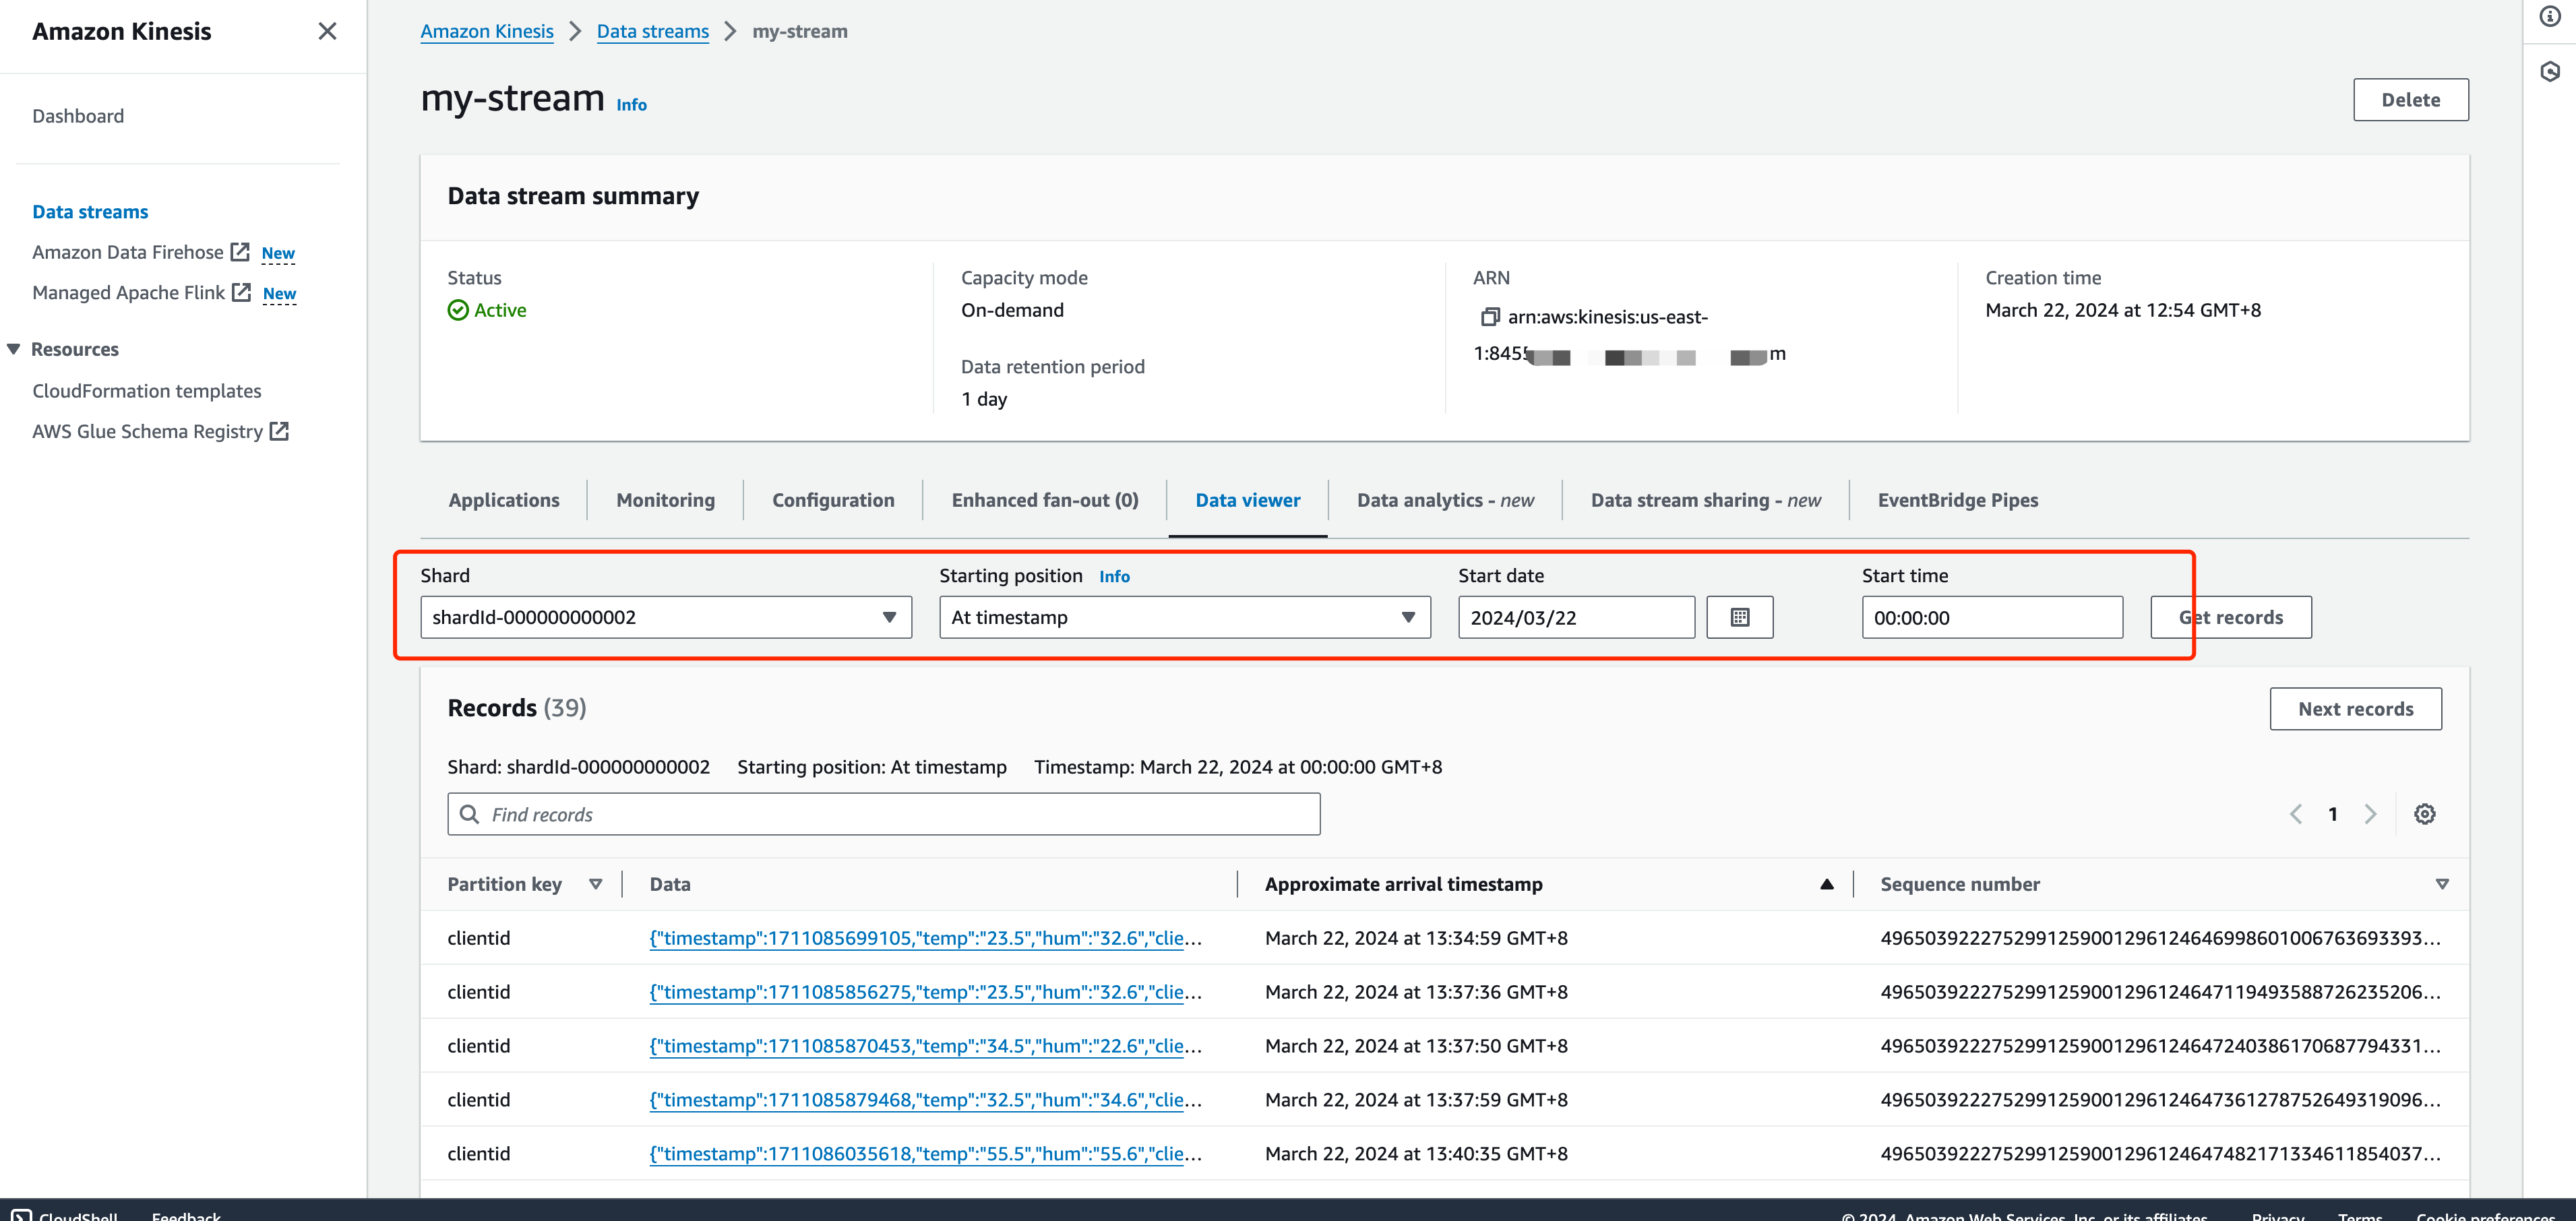 Amazon Kinesis
Dashboard
Data streams
Amazon Data Firehose New
Managed Apache Flink New
Resources
CloudFormation templates
AWS Glue Schema Registry
Amazon Kinesis > Data streams > my-stream
my-stream Info
Delete
Data stream summary
Status
Active
Capacity mode
On-demand
Data retention period
1 day
ARN
arn:aws:kinesis:us-east-
1:8455 m
Creation time
March 22, 2024 at 12:54 GMT+8
Applications Monitoring Configuration Enhanced fan-out (0) Data viewer Data analytics - new Data stream sharing - new EventBridge Pipes
Shard Starting position Info Start date Start time
shardId-000000000002 At timestamp 2024/03/22 00:00:00 Get records
Records (39) Next records
Shard: shardId-000000000002 Starting position: At timestamp Timestamp: March 22, 2024 at 00:00:00 GMT+8
Find records 1
Partition key Data Approximate arrival timestamp Sequence number
clientid {"timestamp":1711085699105,"temp":"23.5","hum":"32.6","clie... March 22, 2024 at 13:34:59 GMT+8 49650392227529912590012961246469986010067636933​93...
clientid {"timestamp":1711085856275,"temp":"23.5","hum":"32.6","clie... March 22, 2024 at 13:37:36 GMT+8 49650392227529912590012961246471194935887262352​06...
clientid {"timestamp":1711085870453,"temp":"34.5","hum":"22.6","clie... March 22, 2024 at 13:37:50 GMT+8 496503922275299125900129612464724038617068779​4331...
clientid {"timestamp":1711085879468,"temp":"32.5","hum":"34.6","clie... March 22, 2024 at 13:37:59 GMT+8 4965039222752991259001296124647361278752649319096...
clientid {"timestamp":1711086035618,"temp":"55.5","hum":"55.6","clie... March 22, 2024 at 13:40:35 GMT+8 4965039222752991259001296124647482171334611854037...
CloudShell Feedback © 2024, Amazon Web Services, Inc. or its affiliates. Privacy Terms Cookie preferences